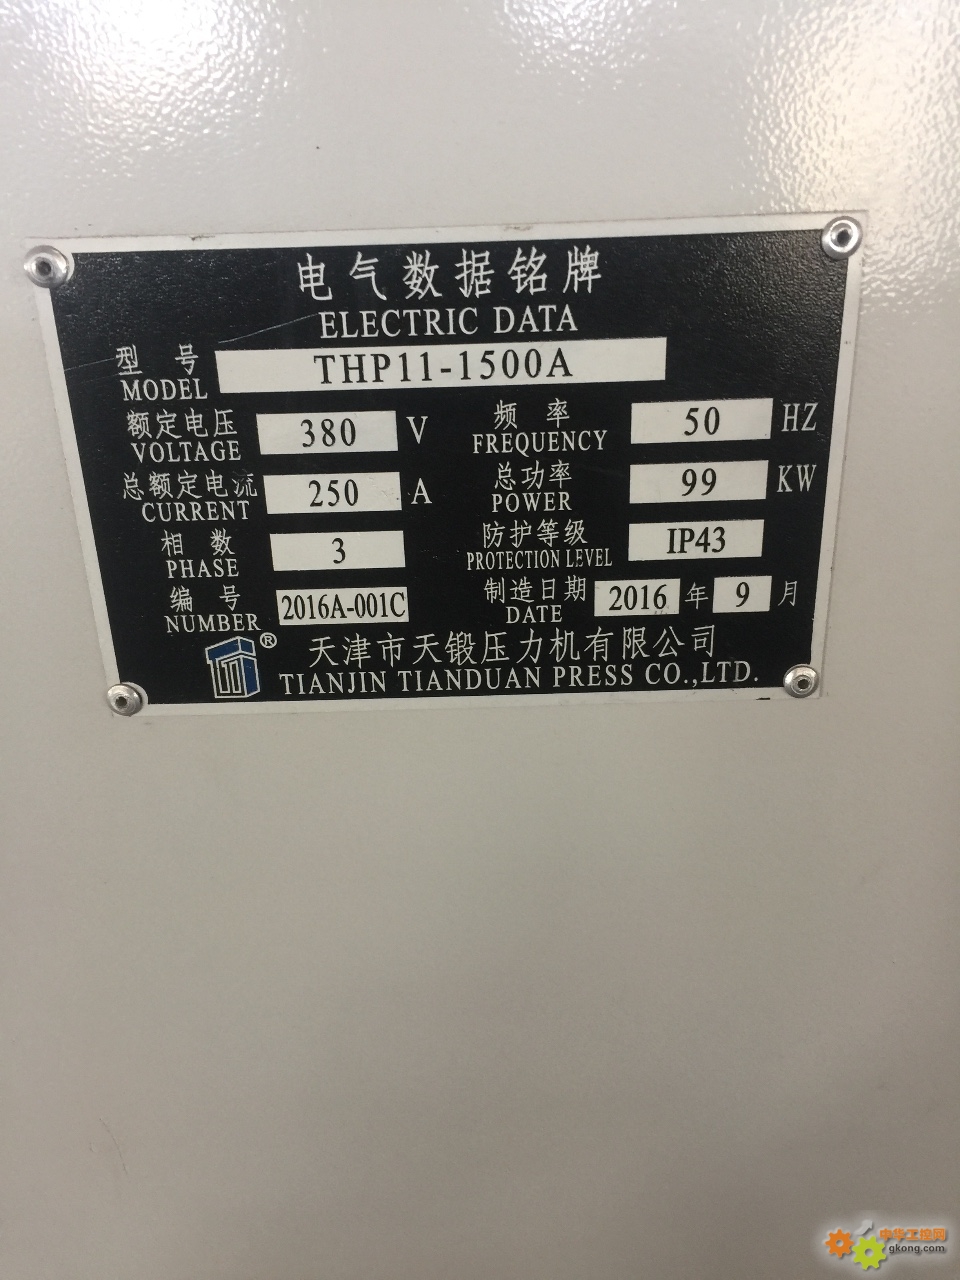 电气数据铭牌
ELECTRIC DATA
型号 THP11-1500A
MODEL
额定电压 380 V 频率 50 HZ
VOLTAGE FREQUENCY
总额定电流 250 A 总功率 99 KW
CURRENT POWER
相数 3 防护等级 IP43
PHASE PROTECTION LEVEL
编号 2016A-001C 制造日期 2016 年 9 月
NUMBER DATE
® 天津市天锻压力机有限公司
TIANJIN TIANDUAN PRESS CO.,LTD.
中华工控网
gkong.com